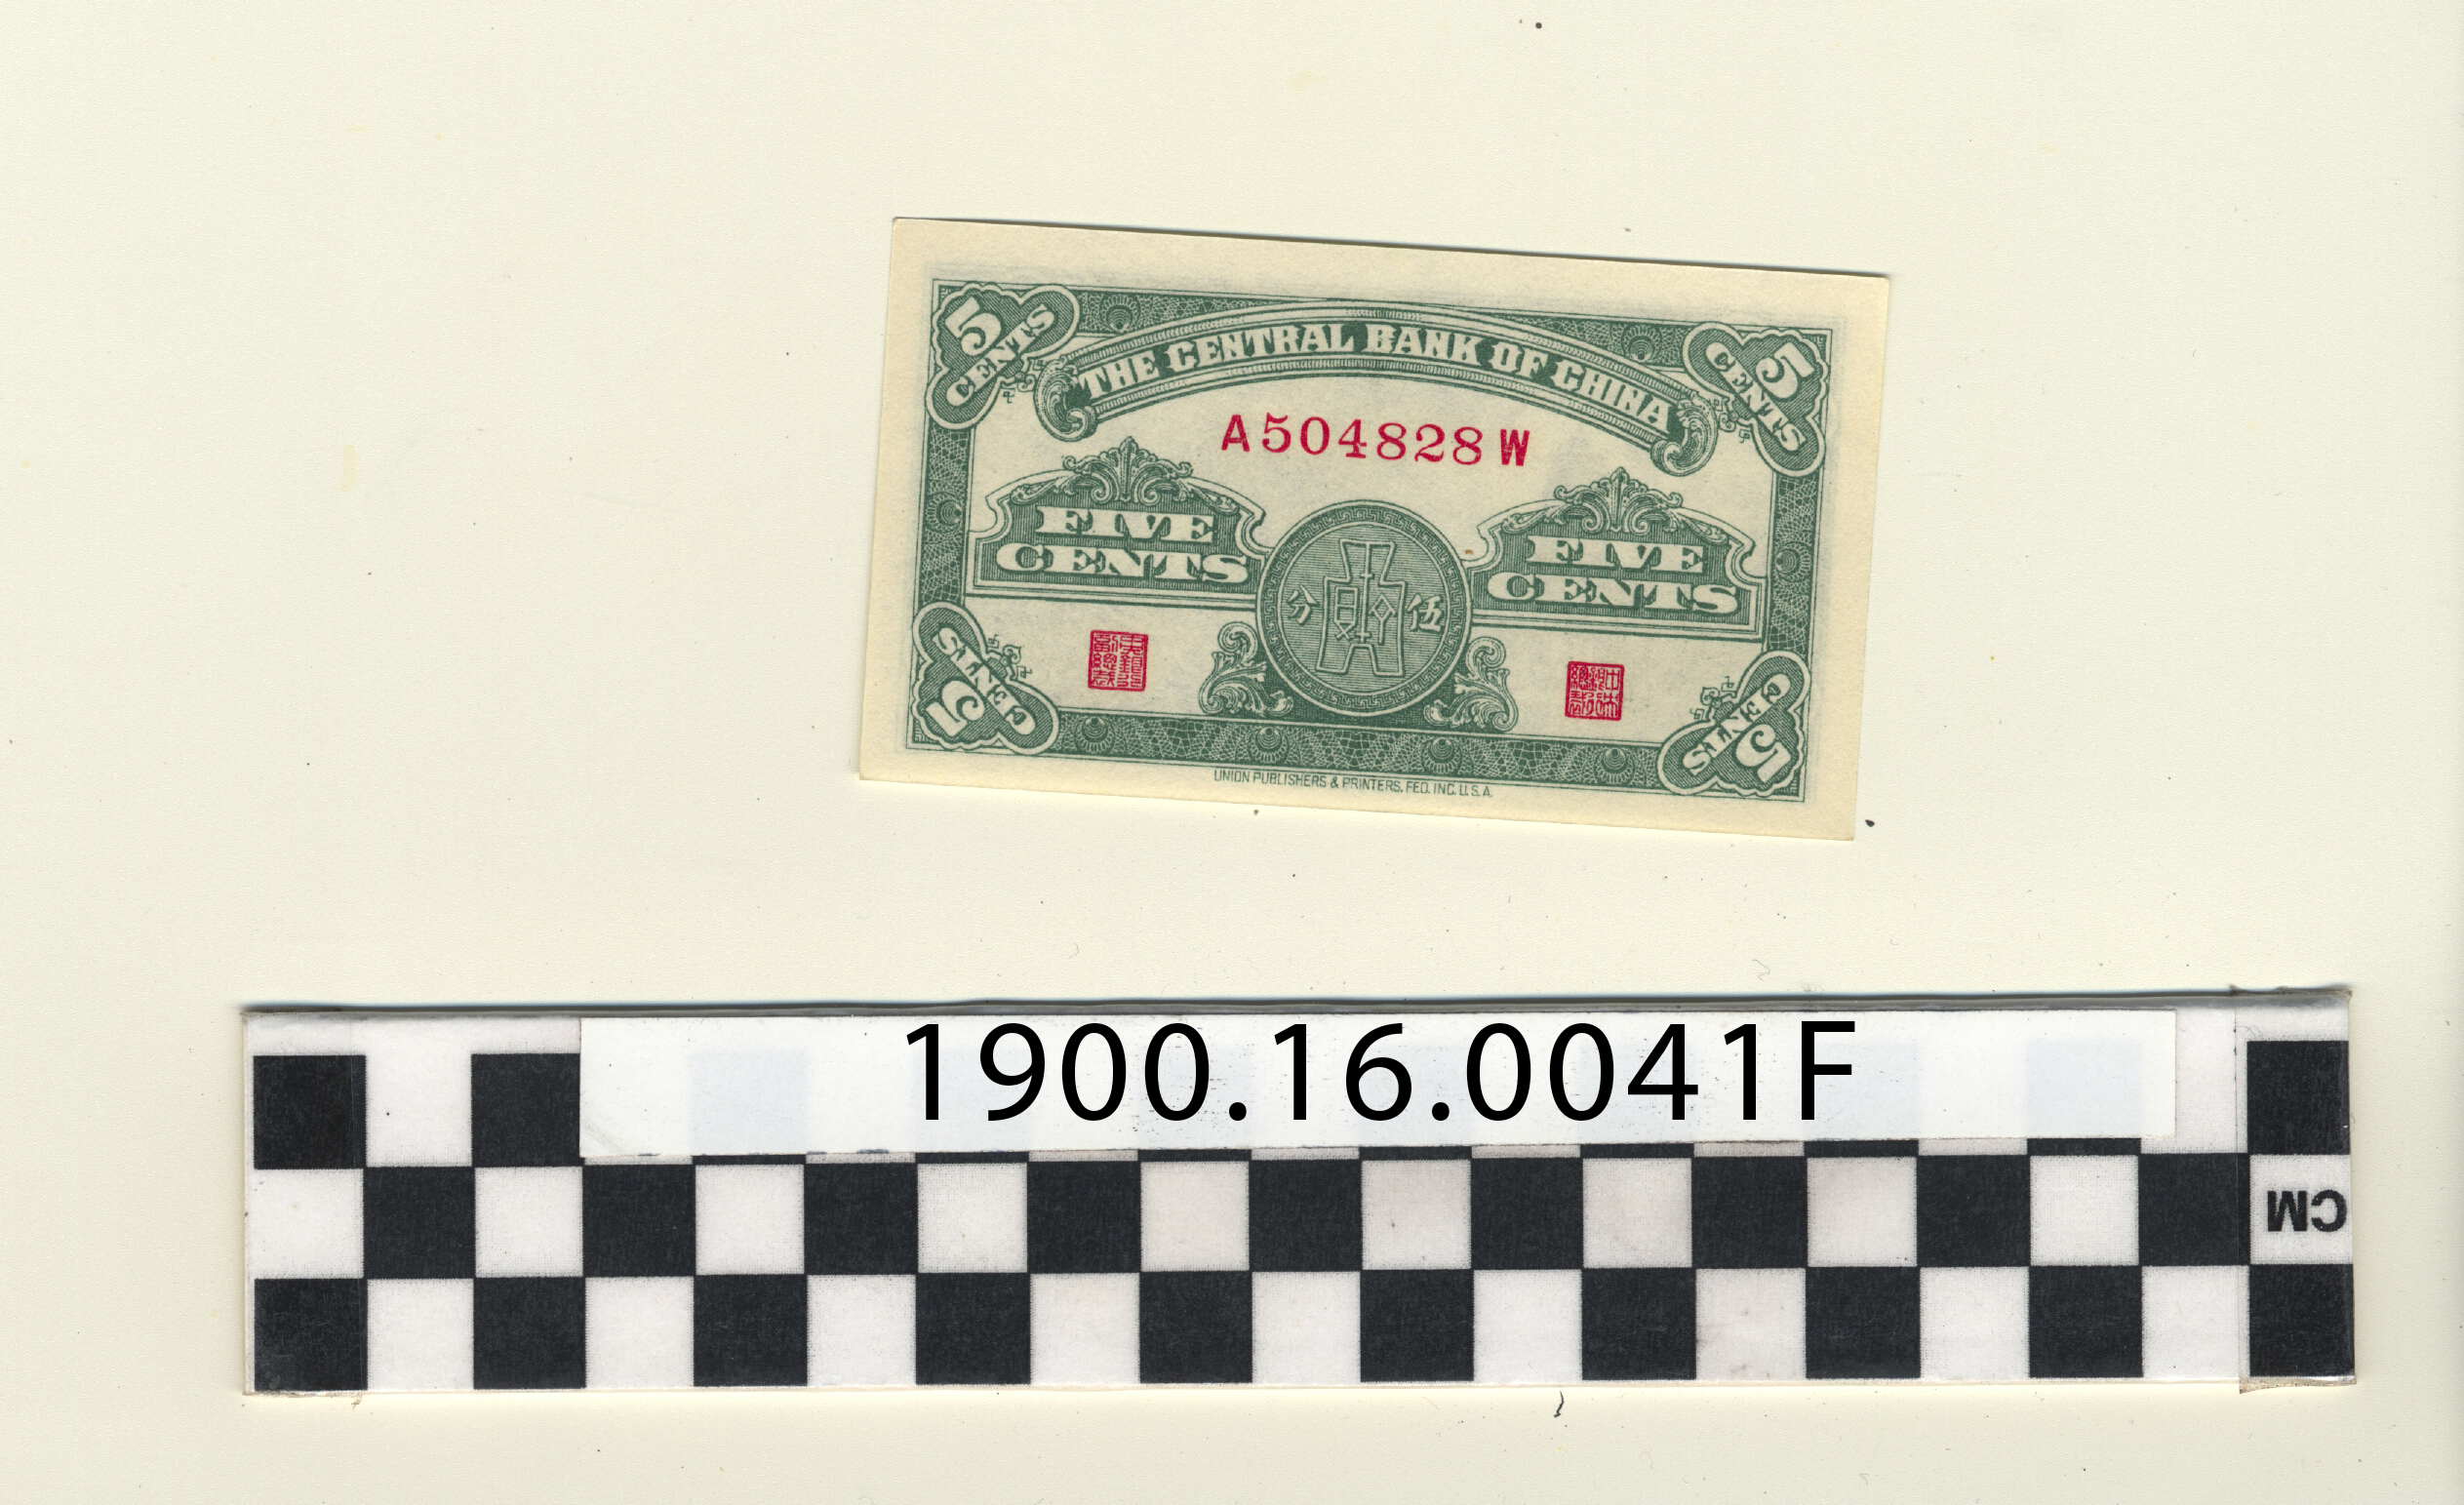 5 CENTS
THE CENTRAL BANK OF CHINA
5 CENTS
A504828W
FIVE CENTS
FIVE CENTS
分 伍
5 CENTS
5 CENTS
UNION PUBLISHERS & PRINTERS, FED. INC. U.S.A.
1900.16.0041F
CM